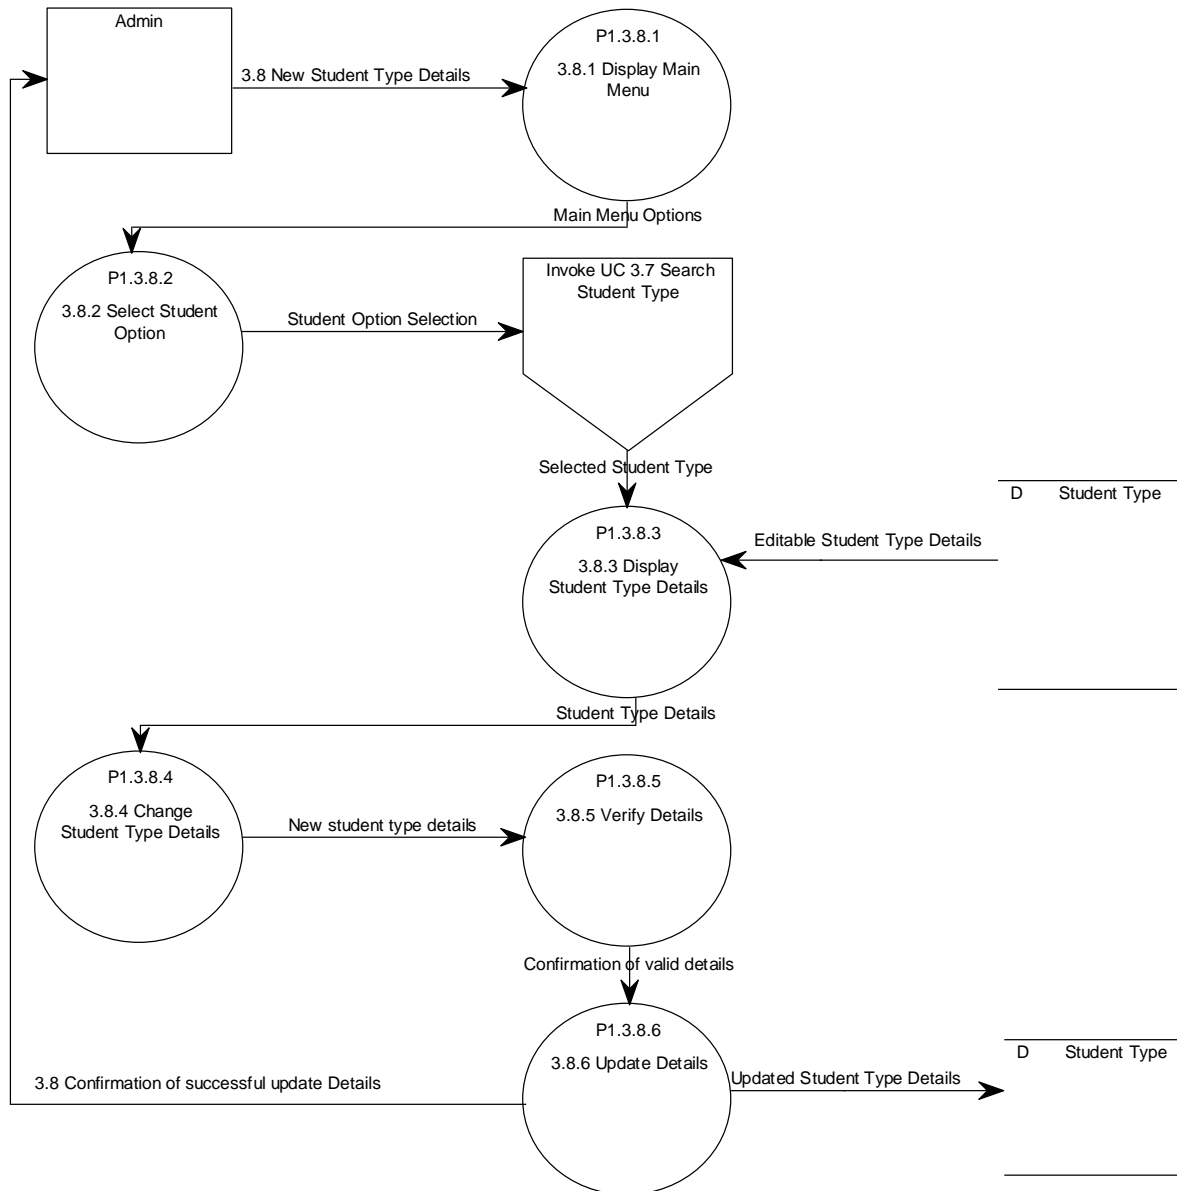 Admin
P1.3.8.1
3.8.1 Display Main
Menu
3.8 New Student Type Details
Main Menu Options
P1.3.8.2
3.8.2 Select Student
Option
Student Option Selection
Invoke UC 3.7 Search
Student Type
Selected Student Type
D Student Type
P1.3.8.3
3.8.3 Display
Student Type Details
Editable Student Type Details
Student Type Details
P1.3.8.4
3.8.4 Change
Student Type Details
New student type details
P1.3.8.5
3.8.5 Verify Details
Confirmation of valid details
P1.3.8.6
3.8.6 Update Details
3.8 Confirmation of successful update Details
Updated Student Type Details
D Student Type